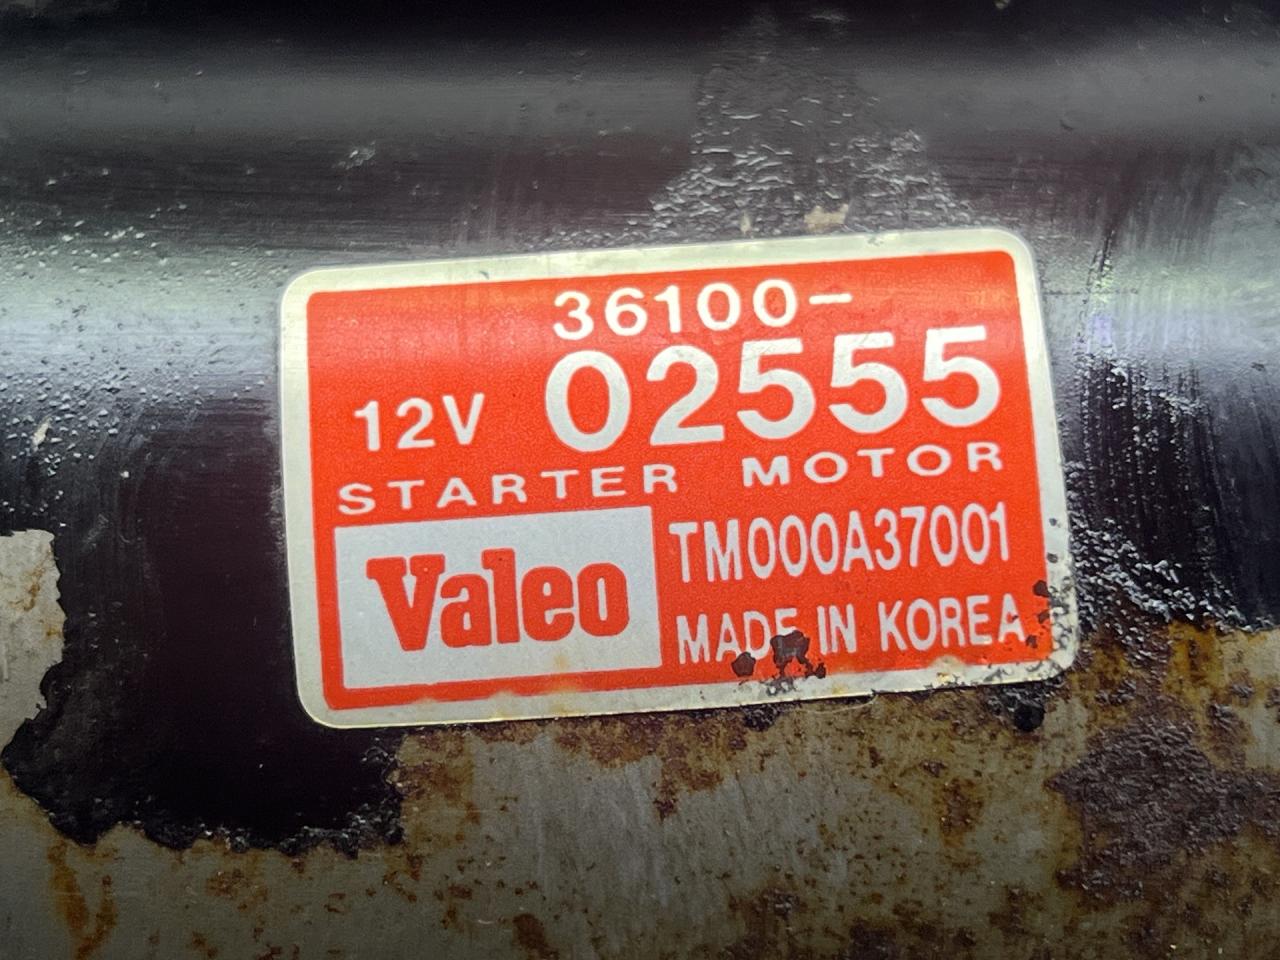 36100-
12V 02555
STARTER MOTOR
Valeo
TM000A37001
MADE IN KOREA